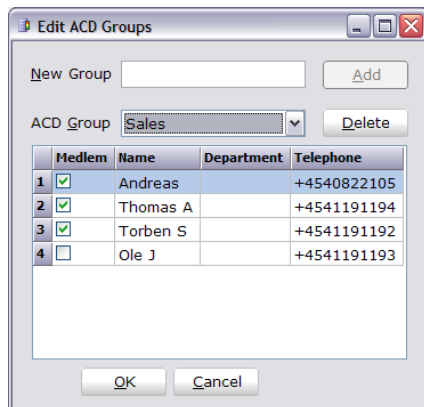 Edit ACD Groups
New Group Add
ACD Group Sales Delete
Medlem Name Department Telephone
1 Andreas +4540822105
2 Thomas A +4541191194
3 Torben S +4541191192
4 Ole J +4541191193
OK Cancel